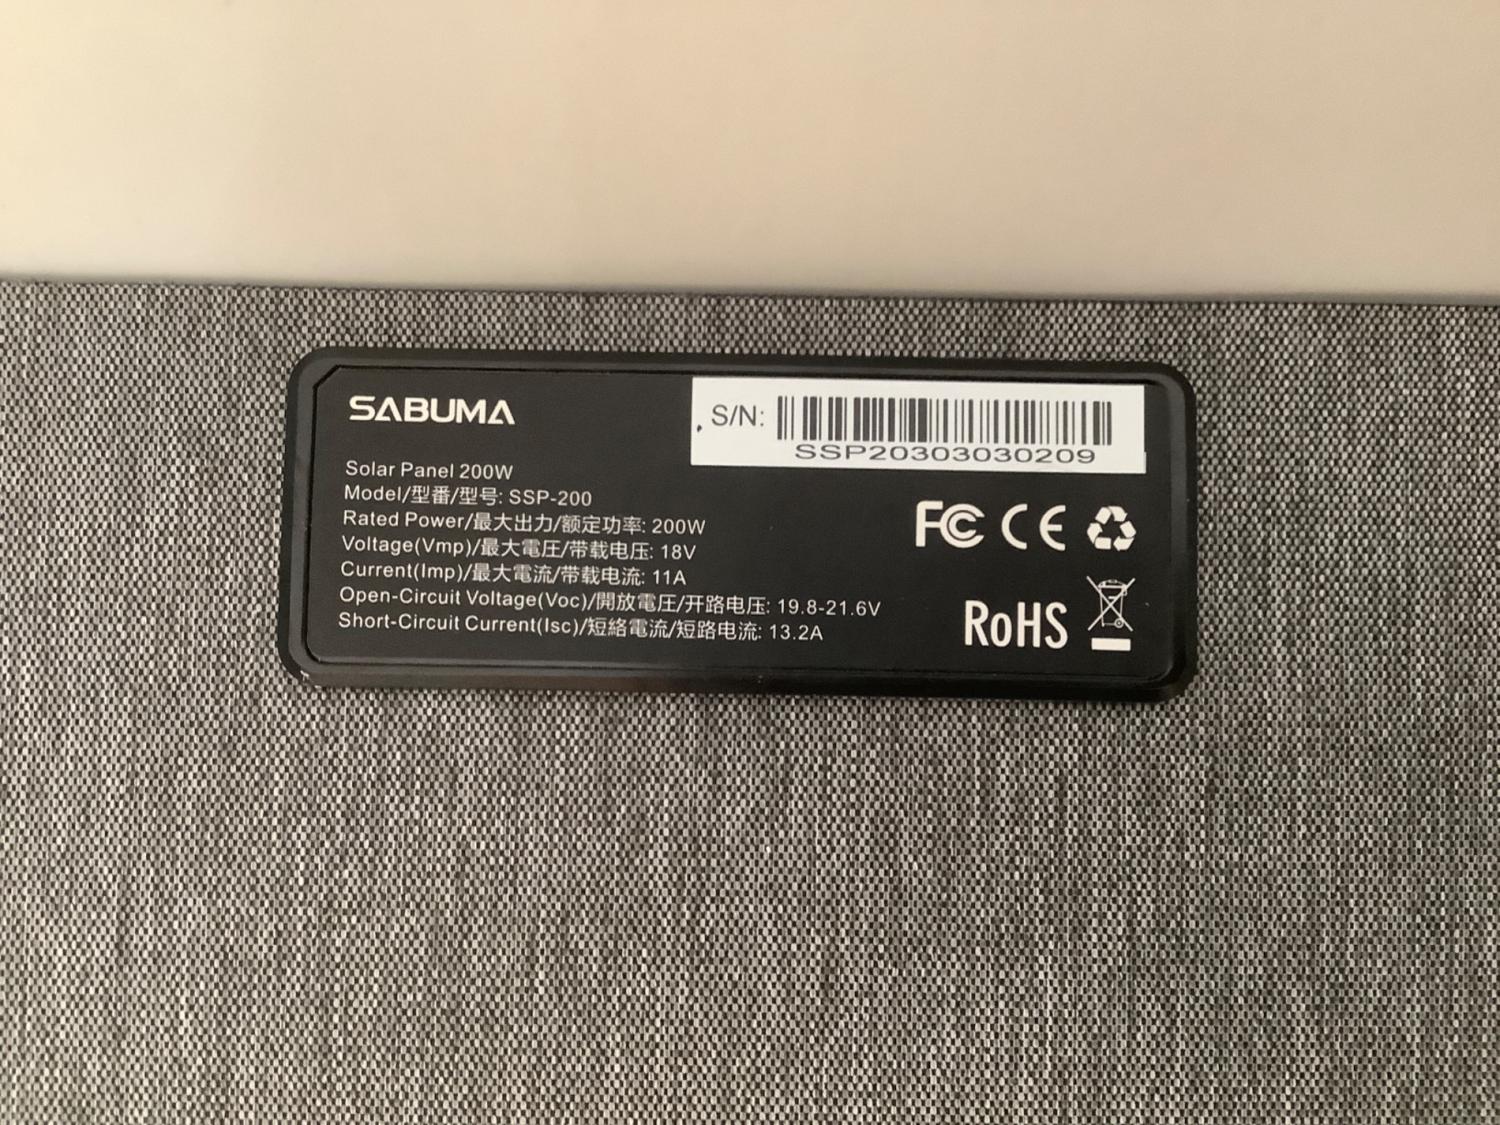 SABUMA
S/N:
SSP20303030209
Solar Panel 200W
Model/型番/型号: SSP-200
Rated Power/最大出力/额定功率: 200W
Voltage(Vmp)/最大電圧/带载电压: 18V
Current(Imp)/最大電流/带载电流: 11A
Open-Circuit Voltage(Voc)/開放電圧/开路电压: 19.8-21.6V
Short-Circuit Current(Isc)/短絡電流/短路电流: 13.2A
FC CE
RoHS